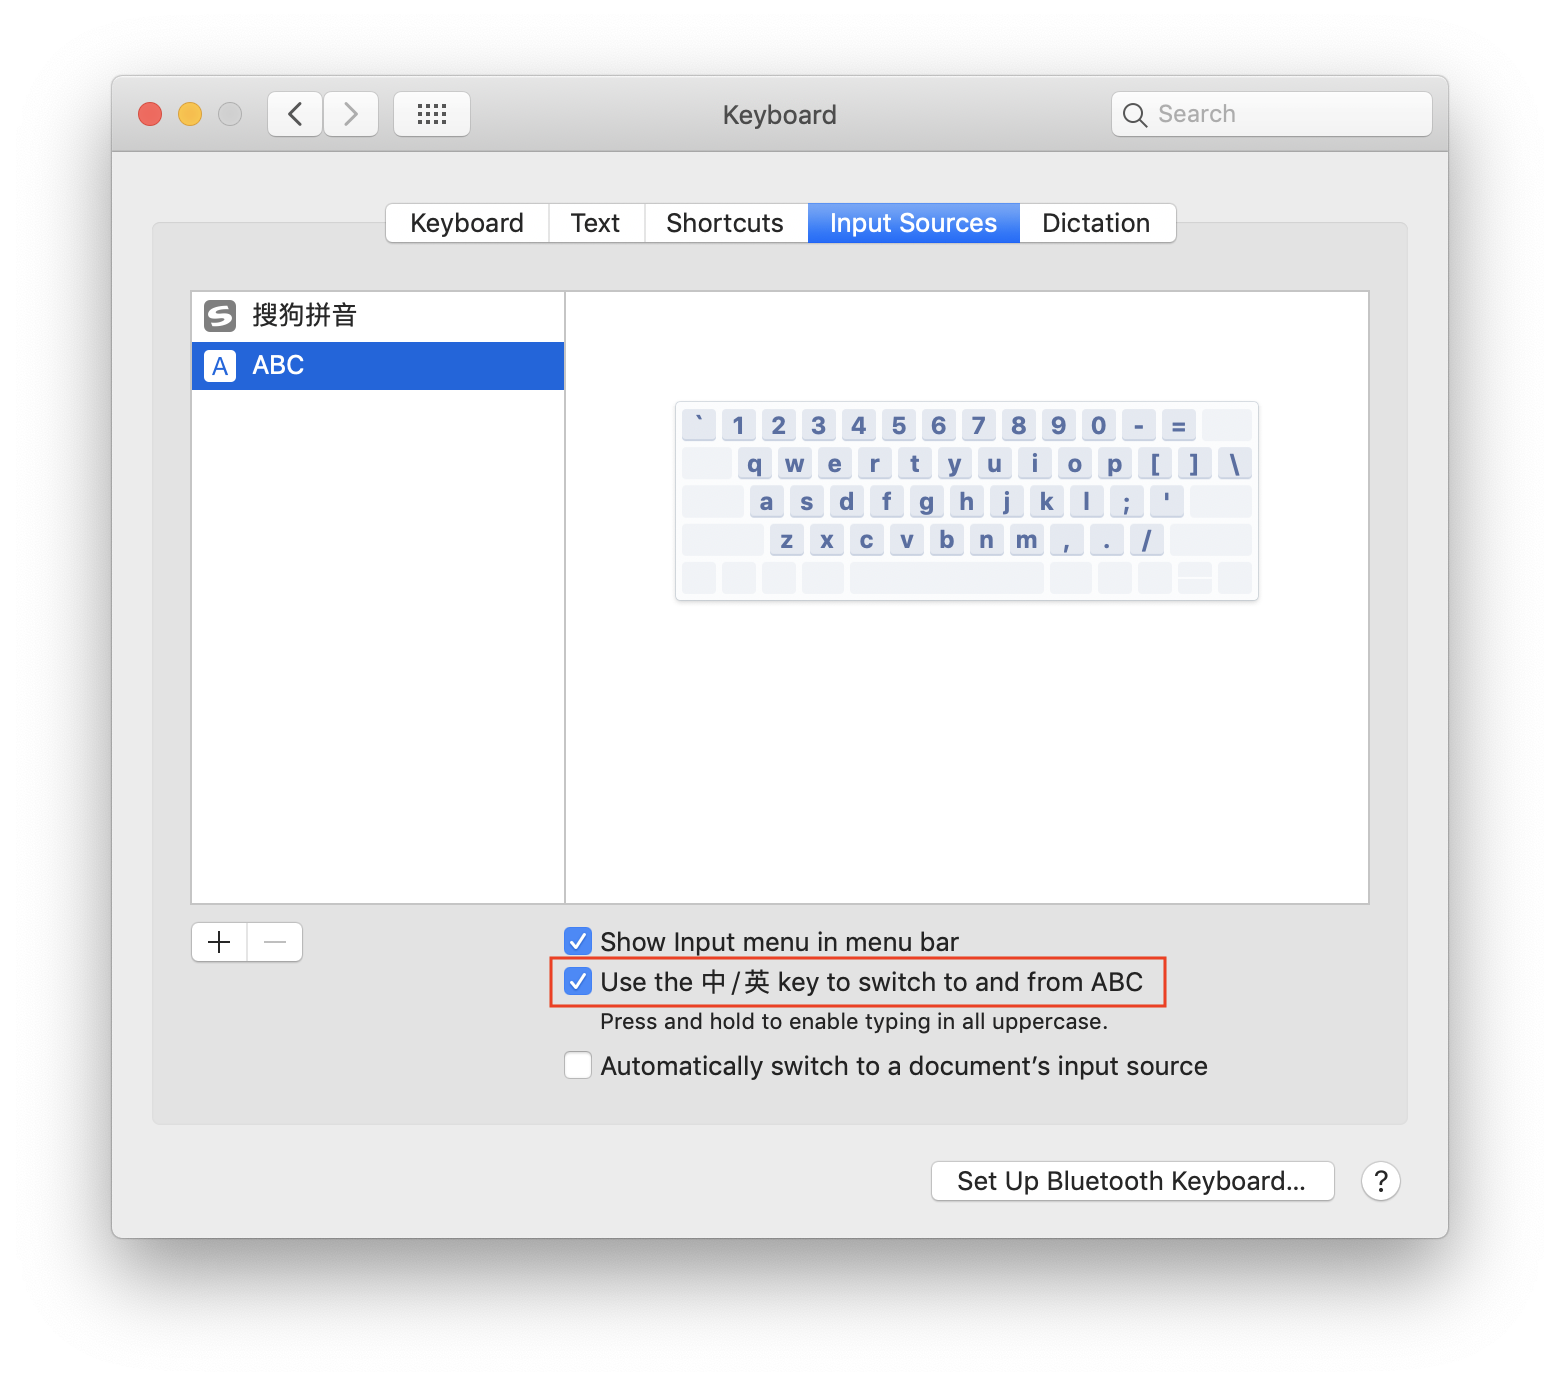 Keyboard
Search
Keyboard Text Shortcuts Input Sources Dictation
搜狗拼音
A ABC
` 1 2 3 4 5 6 7 8 9 0 - =
q w e r t y u i o p [ ] \
a s d f g h j k l ; '
z x c v b n m , . /
Show Input menu in menu bar
Use the 中/英 key to switch to and from ABC
Press and hold to enable typing in all uppercase.
Automatically switch to a document’s input source
Set Up Bluetooth Keyboard... ?